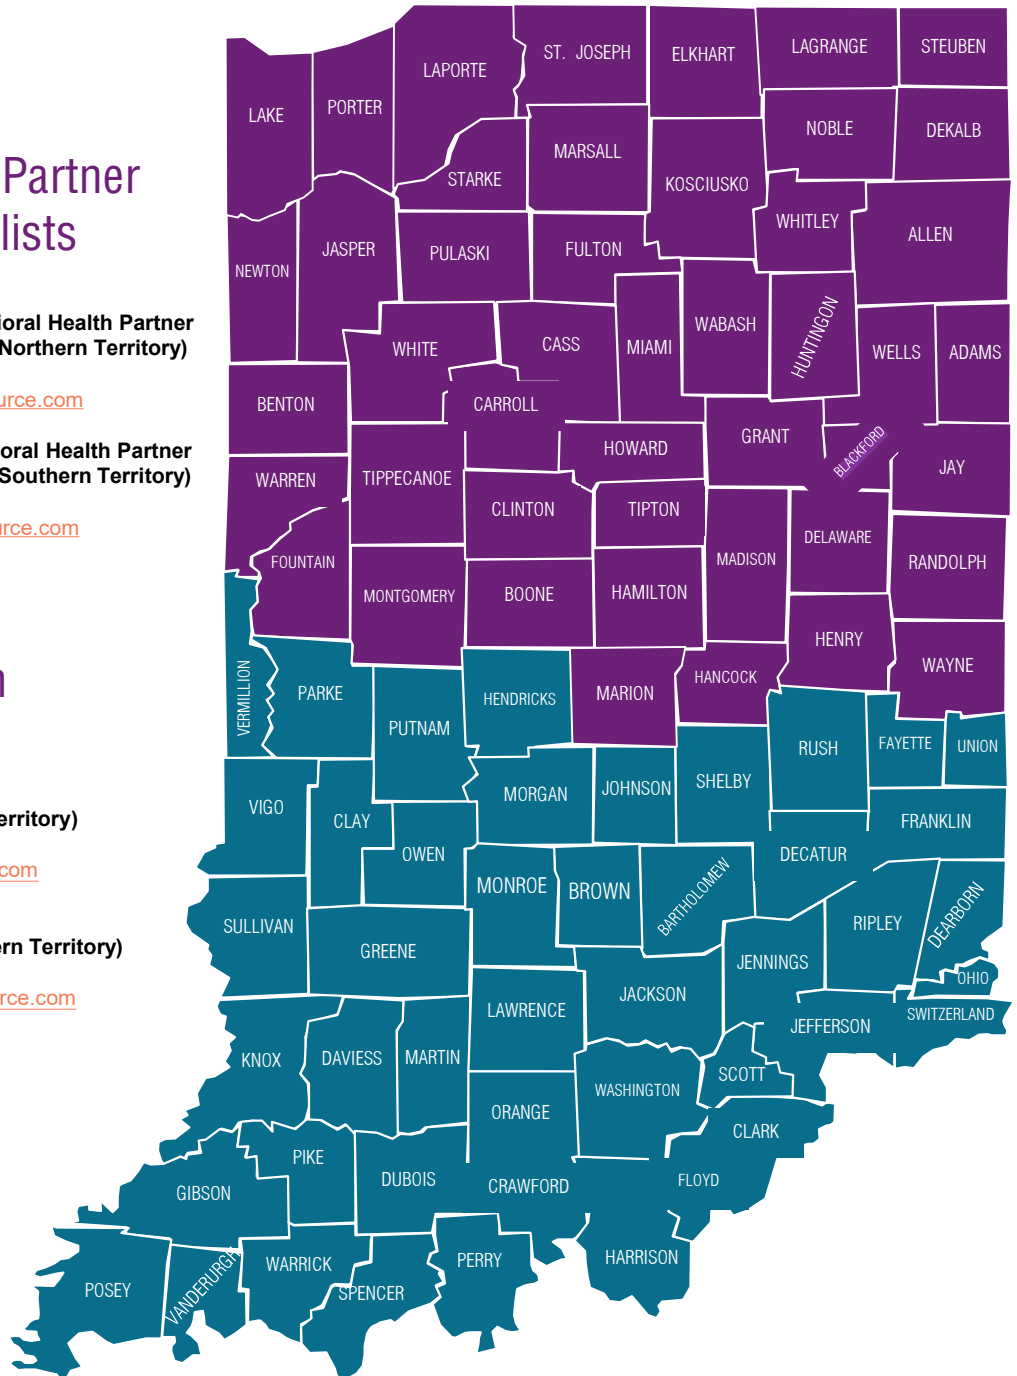 Partner
lists
ioral Health Partner
Northern Territory)
urce.com
oral Health Partner
Southern Territory)
urce.com
n
erritory)
.com
ern Territory)
rce.com
LAKE
PORTER
LAPORTE
ST. JOSEPH
ELKHART
LAGRANGE
STEUBEN
NOBLE
DEKALB
MARSALL
STARKE
KOSCIUSKO
WHITLEY
ALLEN
NEWTON
JASPER
PULASKI
FULTON
WHITE
CASS
MIAMI
WABASH
HUNTINGON
WELLS
ADAMS
BENTON
CARROLL
HOWARD
GRANT
BLACKFORD
JAY
WARREN
TIPPECANOE
CLINTON
TIPTON
MADISON
DELAWARE
RANDOLPH
FOUNTAIN
MONTGOMERY
BOONE
HAMILTON
HENRY
WAYNE
VERMILLION
PARKE
PUTNAM
HENDRICKS
MARION
HANCOCK
RUSH
FAYETTE
UNION
VIGO
CLAY
OWEN
MORGAN
JOHNSON
SHELBY
DECATUR
FRANKLIN
SULLIVAN
GREENE
MONROE
BROWN
BARTHOLOMEW
JENNINGS
RIPLEY
DEARBORN
OHIO
SWITZERLAND
KNOX
DAVIESS
MARTIN
LAWRENCE
JACKSON
JEFFERSON
SCOTT
WASHINGTON
ORANGE
CLARK
GIBSON
PIKE
DUBOIS
CRAWFORD
FLOYD
HARRISON
POSEY
VANDERURGH
WARRICK
SPENCER
PERRY